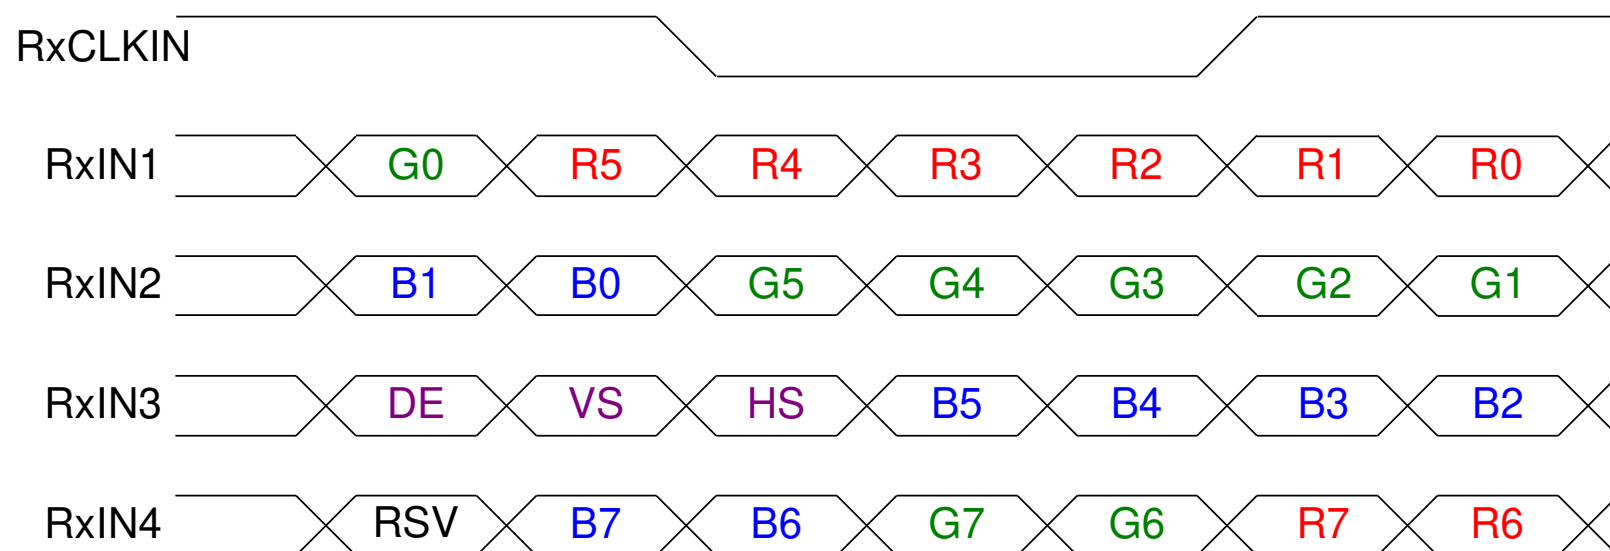 RxCLKIN
RxIN1 G0 R5 R4 R3 R2 R1 R0
RxIN2 B1 B0 G5 G4 G3 G2 G1
RxIN3 DE VS HS B5 B4 B3 B2
RxIN4 RSV B7 B6 G7 G6 R7 R6